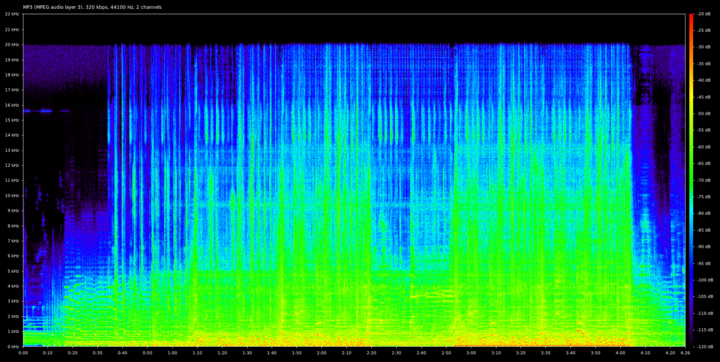 MP3 (MPEG audio layer 3), 320 kbps, 44100 Hz, 2 channels
22 kHz
21 kHz
20 kHz
19 kHz
18 kHz
17 kHz
16 kHz
15 kHz
14 kHz
13 kHz
12 kHz
11 kHz
10 kHz
9 kHz
8 kHz
7 kHz
6 kHz
5 kHz
4 kHz
3 kHz
2 kHz
1 kHz
0 kHz
0:00 0:10 0:20 0:30 0:40 0:50 1:00 1:10 1:20 1:30 1:40 1:50 2:00 2:10 2:20 2:30 2:40 2:50 3:00 3:10 3:20 3:30 3:40 3:50 4:00 4:10 4:20 4:26
-20 dB
-25 dB
-30 dB
-35 dB
-40 dB
-45 dB
-50 dB
-55 dB
-60 dB
-65 dB
-70 dB
-75 dB
-80 dB
-85 dB
-90 dB
-95 dB
-100 dB
-105 dB
-110 dB
-115 dB
-120 dB